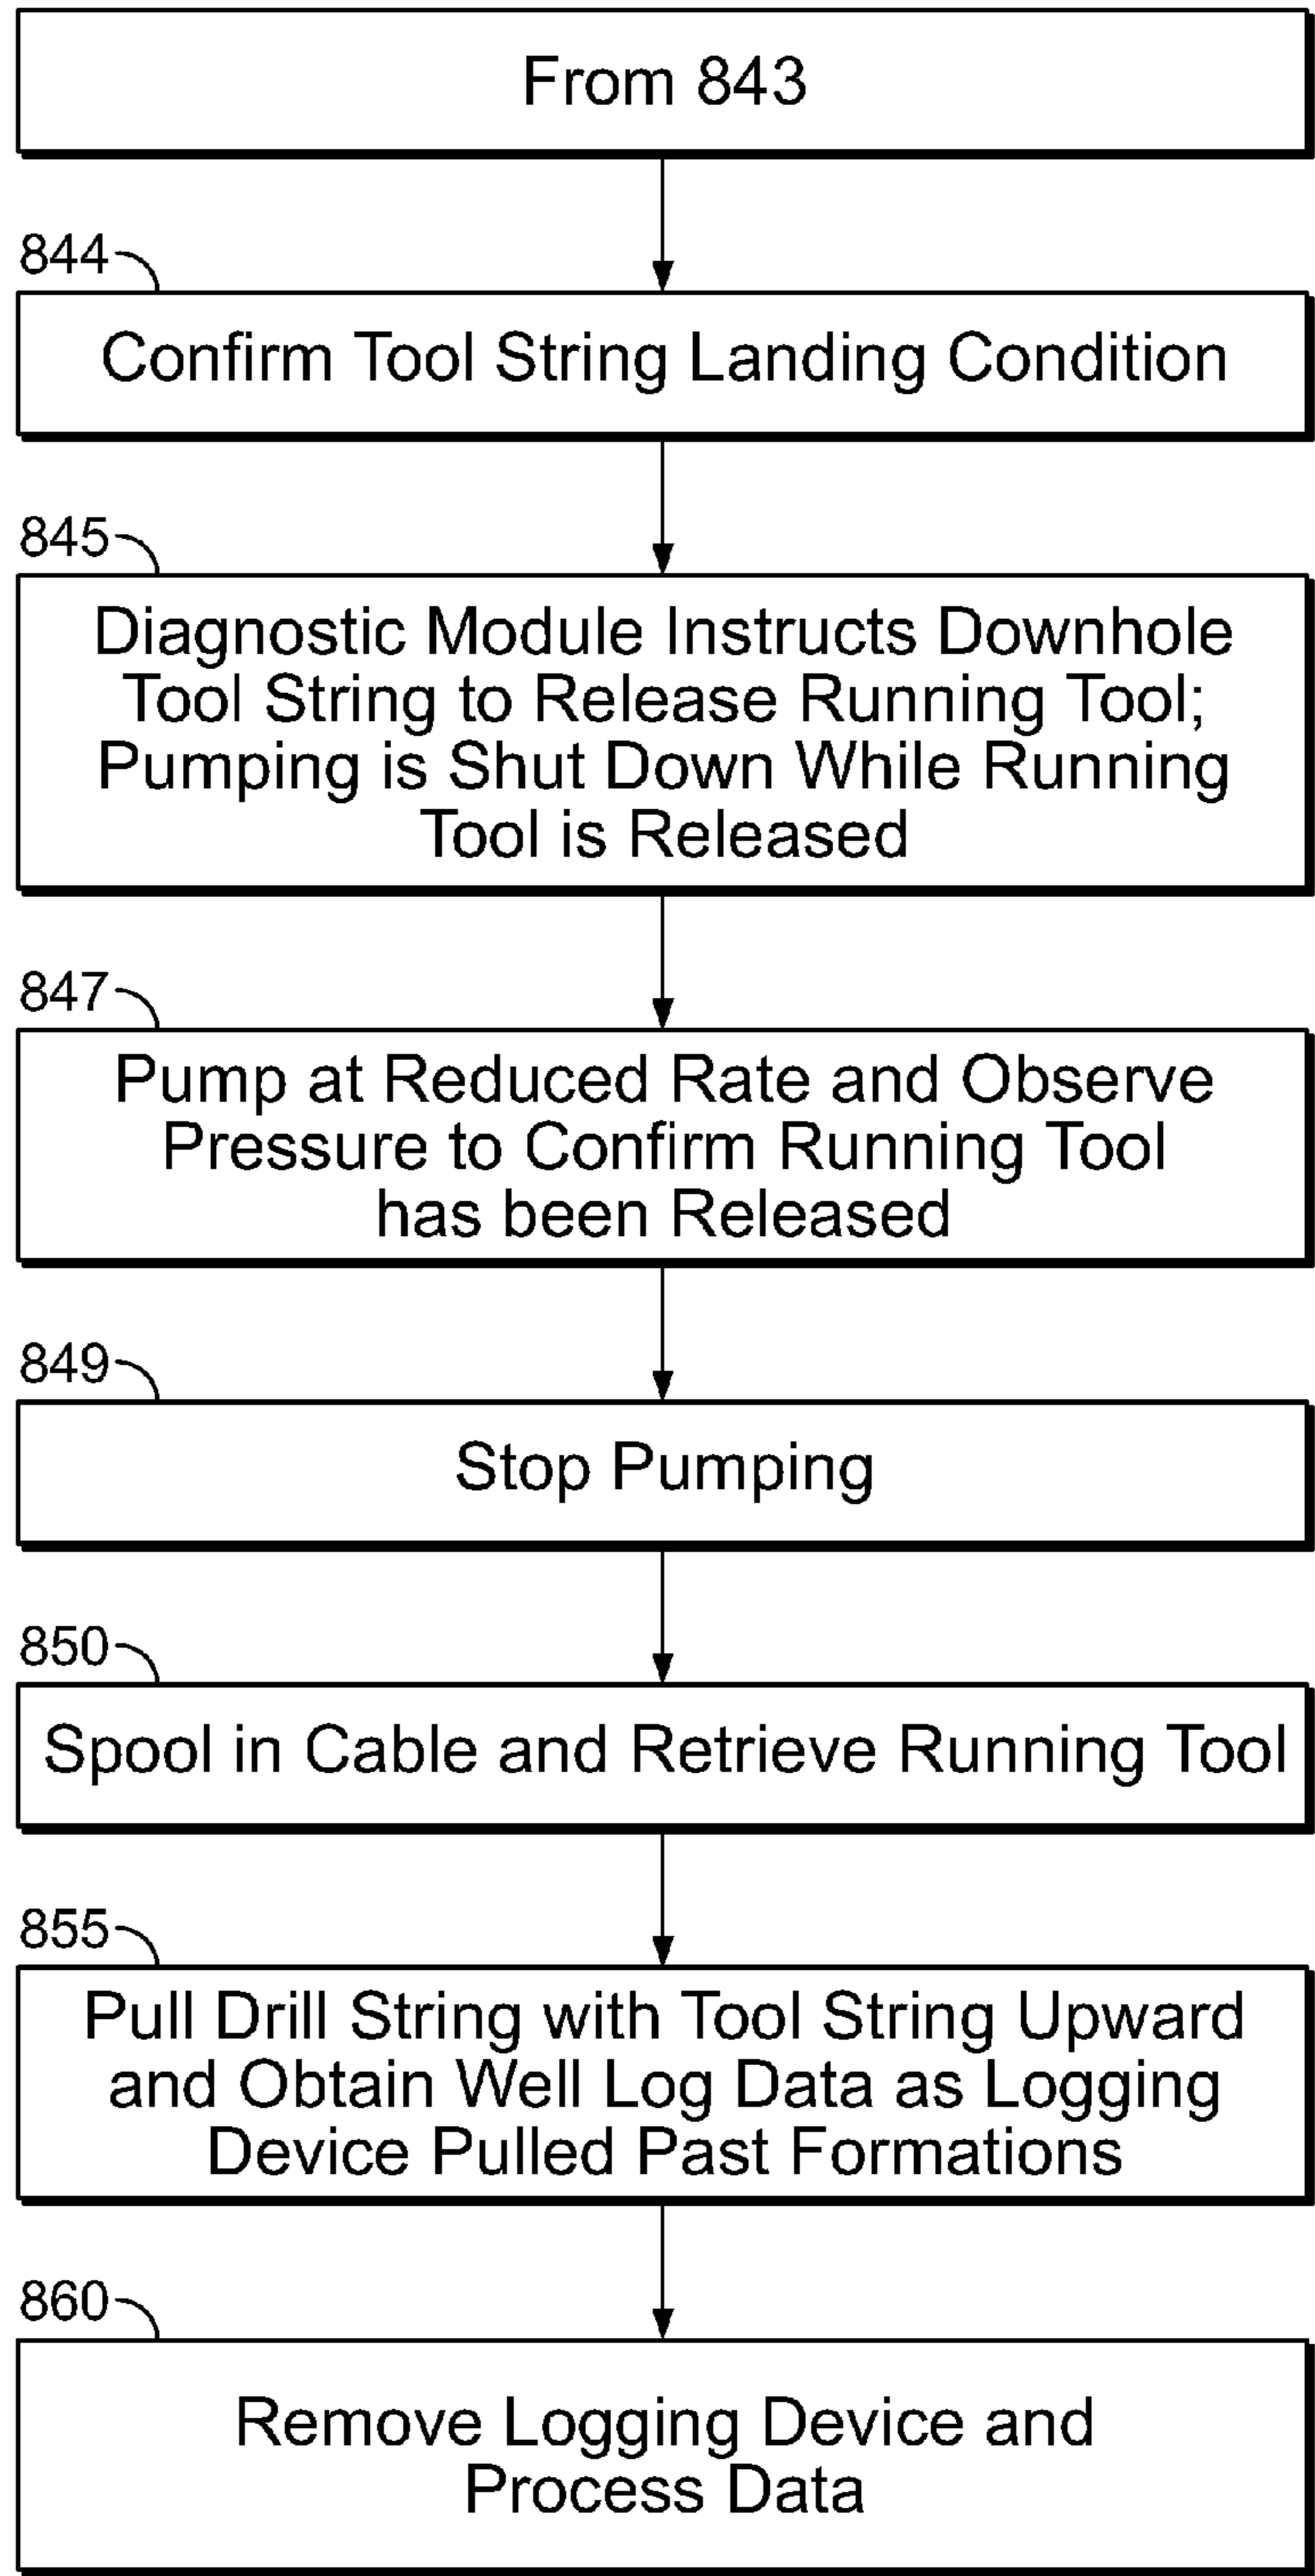 From 843
844
Confirm Tool String Landing Condition
845
Diagnostic Module Instructs Downhole
Tool String to Release Running Tool;
Pumping is Shut Down While Running
Tool is Released
847
Pump at Reduced Rate and Observe
Pressure to Confirm Running Tool
has been Released
849
Stop Pumping
850
Spool in Cable and Retrieve Running Tool
855
Pull Drill String with Tool String Upward
and Obtain Well Log Data as Logging
Device Pulled Past Formations
860
Remove Logging Device and
Process Data